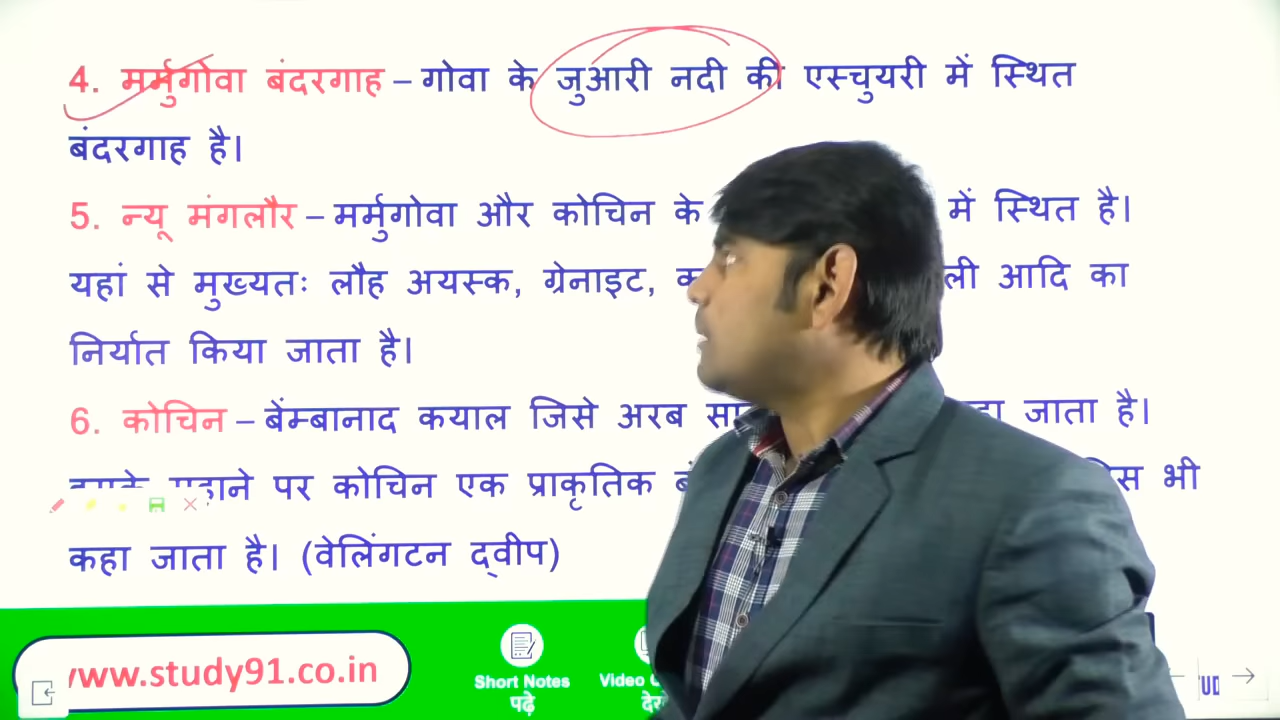 4. मर्मुगोवा बंदरगाह – गोवा के जुआरी नदी की एस्चुयरी में स्थित
बंदरगाह है।
5. न्यू मंगलौर – मर्मुगोवा और कोचिन के में स्थित है।
यहां से मुख्यतः लौह अयस्क, ग्रेनाइट, आदि का
निर्यात किया जाता है।
6. कोचिन – बेंम्बानाद कयाल जिसे अरब जाता है।
पर कोचिन एक प्राकृतिक भी
कहा जाता है। (वेलिंगटन द्वीप)
www.study91.co.in
Short Notes
पढ़े
Video